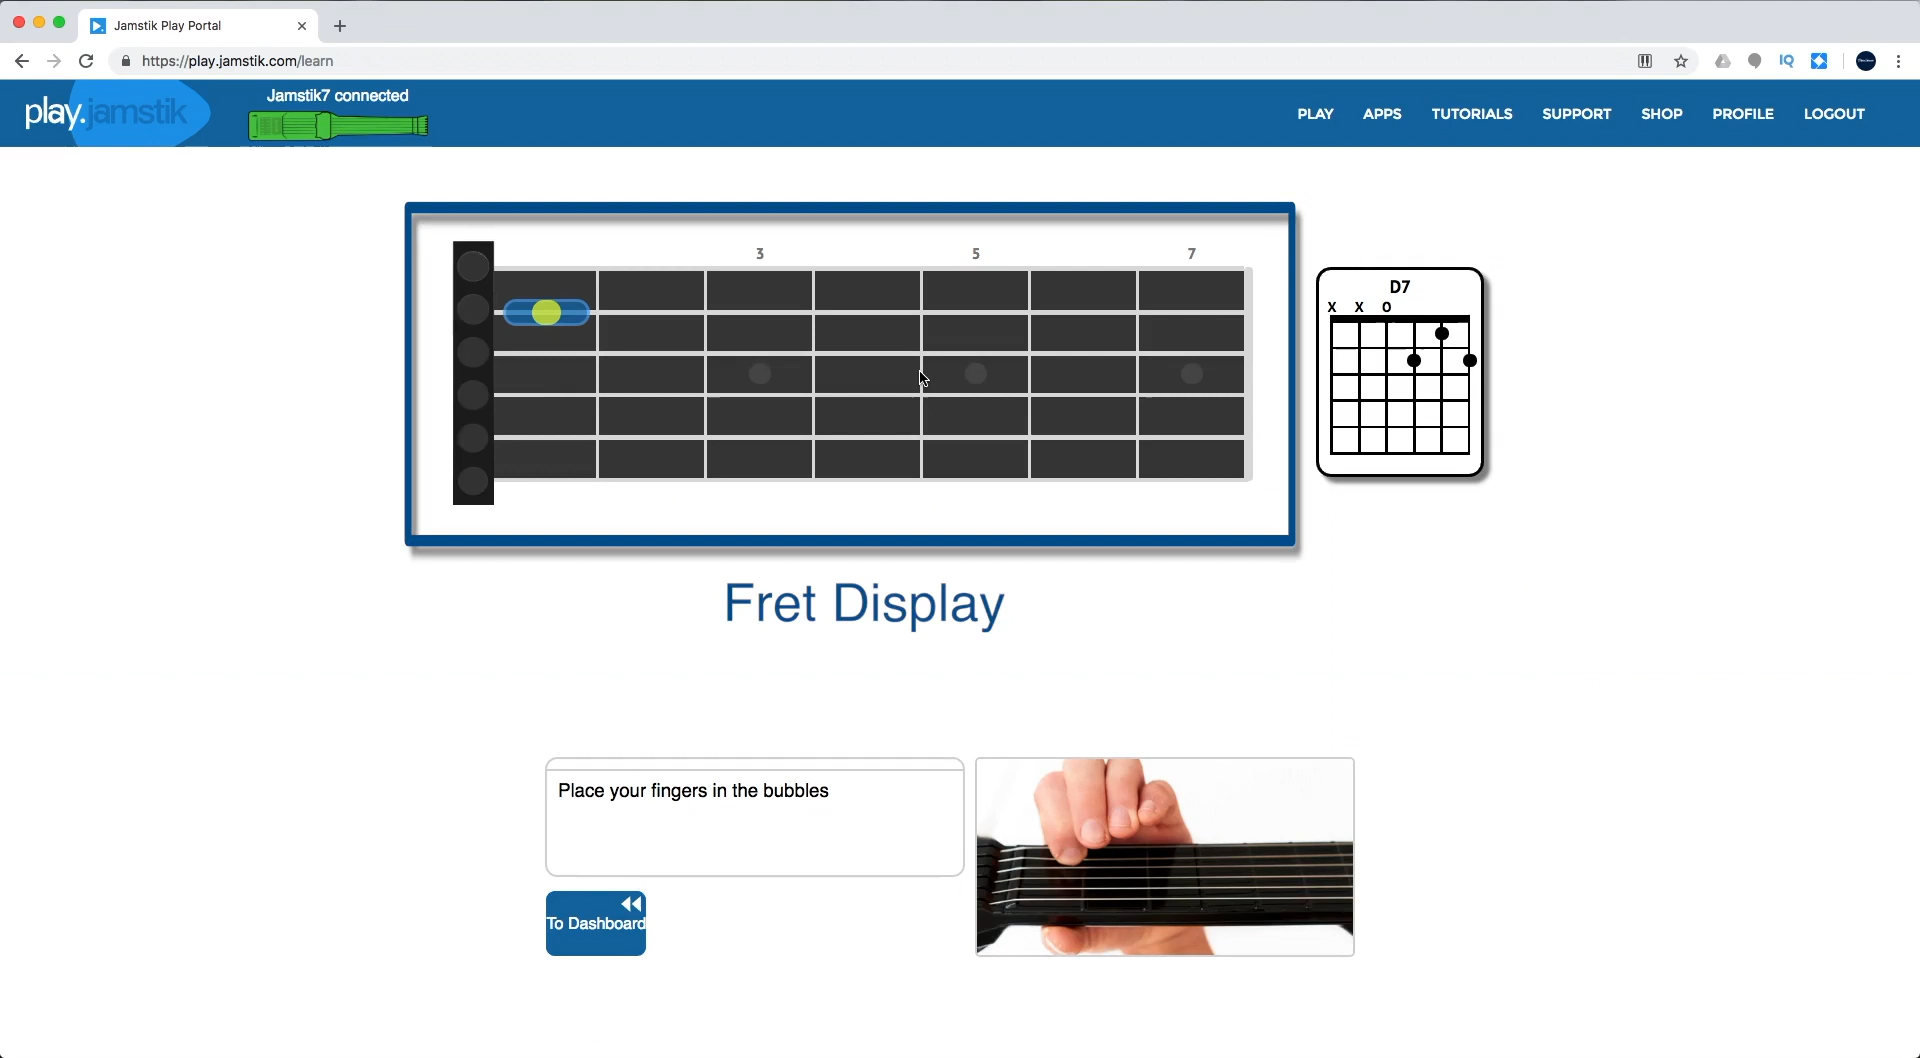 Jamstik Play Portal
https://play.jamstik.com/learn
IQ
play.jamstik
Jamstik7 connected
PLAY APPS TUTORIALS SUPPORT SHOP PROFILE LOGOUT
3 5 7
D7
X X O
Fret Display
Place your fingers in the bubbles
To Dashboard